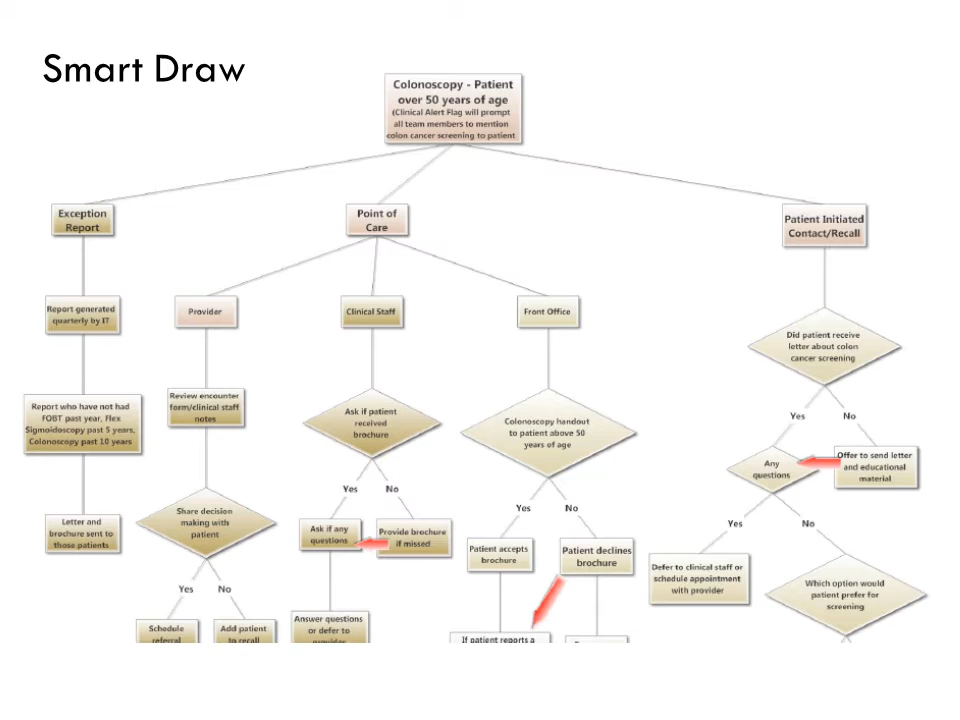 Smart Draw
Colonoscopy - Patient
over 50 years of age
(Clinical Alert Flag will prompt
all team members to mention
colon cancer screening to patient
Exception
Report
Point of
Care
Patient Initiated
Contact/Recall
Report generated
quarterly by IT
Provider
Clinical Staff
Front Office
Did patient receive
letter about colon
cancer screening
Report who have not had
FOBT past year, Flex
Sigmoidoscopy past 5 years,
Colonoscopy past 10 years
Review encounter
form/clinical staff
notes
Ask if patient
received
brochure
Colonoscopy handout
to patient above 50
years of age
Yes
No
Any
questions
Offer to send letter
and educational
material
Letter and
brochure sent to
those patients
Share decision
making with
patient
Yes
No
Ask if any
questions
Provide brochure
if missed
Yes
No
Patient accepts
brochure
Patient declines
brochure
Yes
No
Defer to clinical staff or
schedule appointment
with provider
Which option would
patient prefer for
screening
Yes
No
Schedule
referral
Add patient
to recall
Answer questions
or defer to
provider
If patient reports a